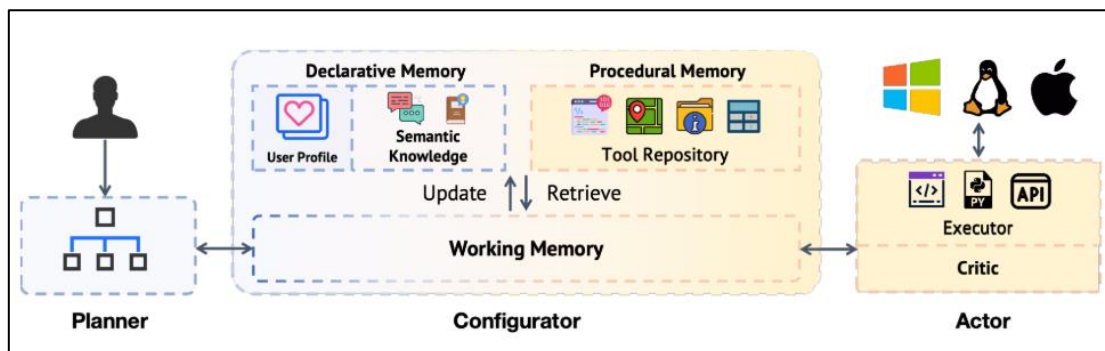 Declarative Memory
Procedural Memory
User Profile
Semantic
Knowledge
Tool Repository
Update
Retrieve
Working Memory
</>
PY
API
Executor
Critic
Planner
Configurator
Actor